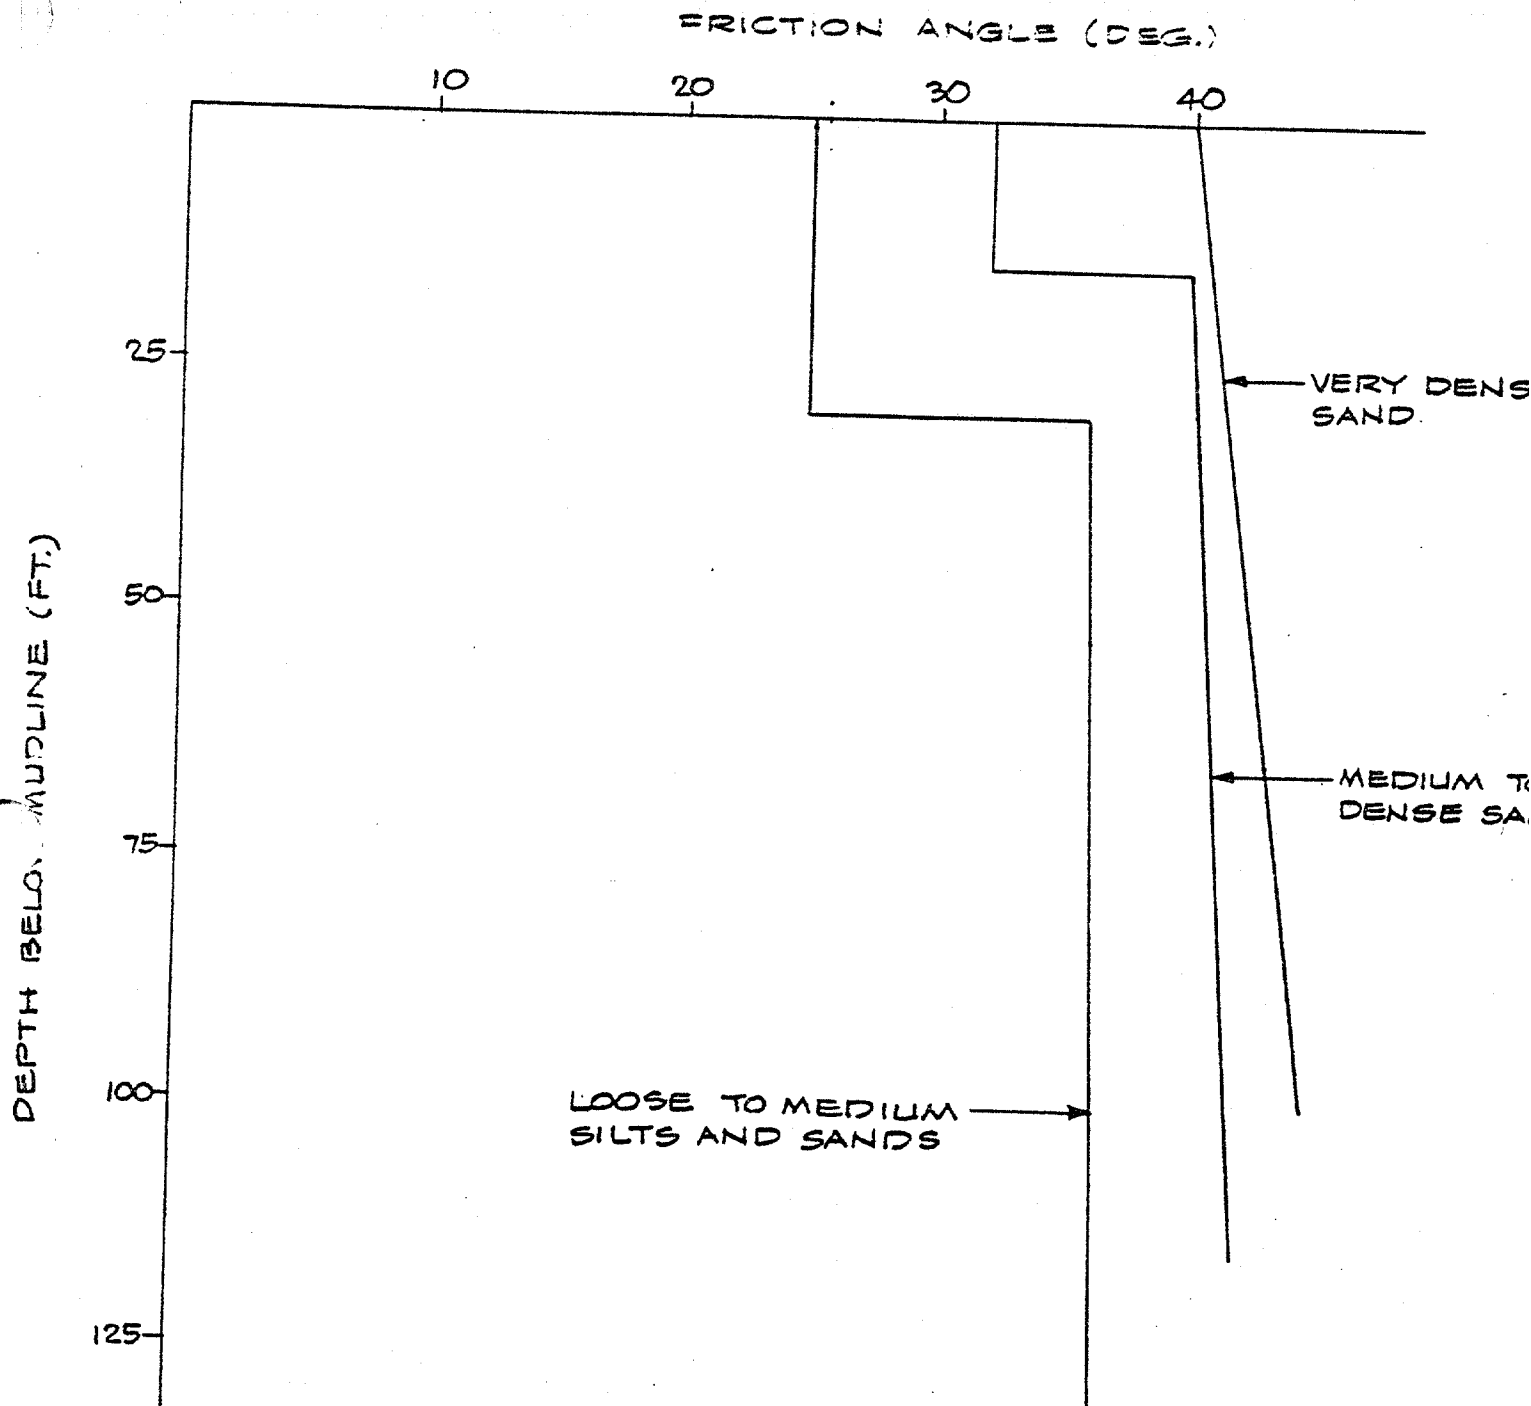 FRICTION ANGLE (DEG.)
10 20 30 40
25
VERY DENS
SAND
50
DEPTH BELOW MUDLINE (FT.)
MEDIUM TO
DENSE SA
75
100
LOOSE TO MEDIUM
SILTS AND SANDS
125